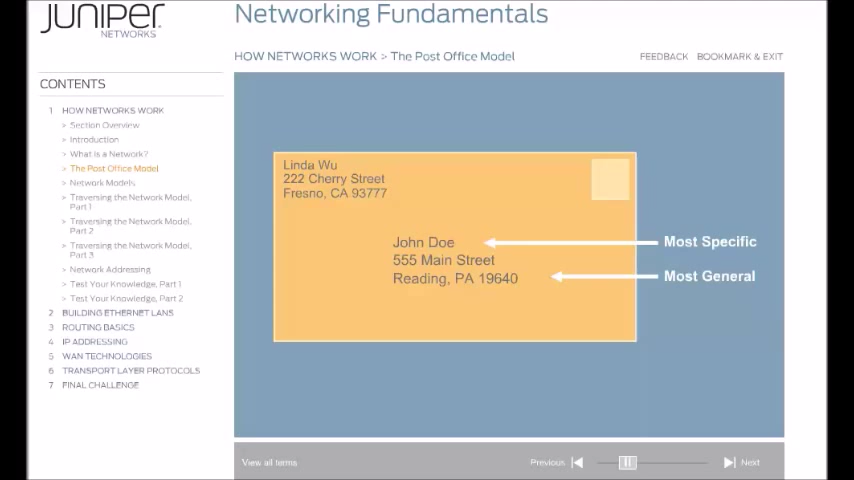 JUNIPER
NETWORKS
Networking Fundamentals
HOW NETWORKS WORK > The Post Office Model
FEEDBACK BOOKMARK & EXIT
CONTENTS
1 HOW NETWORKS WORK
> Section Overview
> Introduction
> What is a Network?
> The Post Office Model
> Network Models
> Traversing the Network Model,
Part 1
> Traversing the Network Model,
Part 2
> Traversing the Network Model,
Part 3
> Network Addressing
> Test Your Knowledge, Part 1
> Test Your Knowledge, Part 2
2 BUILDING ETHERNET LANS
3 ROUTING BASICS
4 IP ADDRESSING
5 WAN TECHNOLOGIES
6 TRANSPORT LAYER PROTOCOLS
7 FINAL CHALLENGE
Linda Wu
222 Cherry Street
Fresno, CA 93777
John Doe
555 Main Street
Reading, PA 19640
Most Specific
Most General
View all terms
Previous
Next